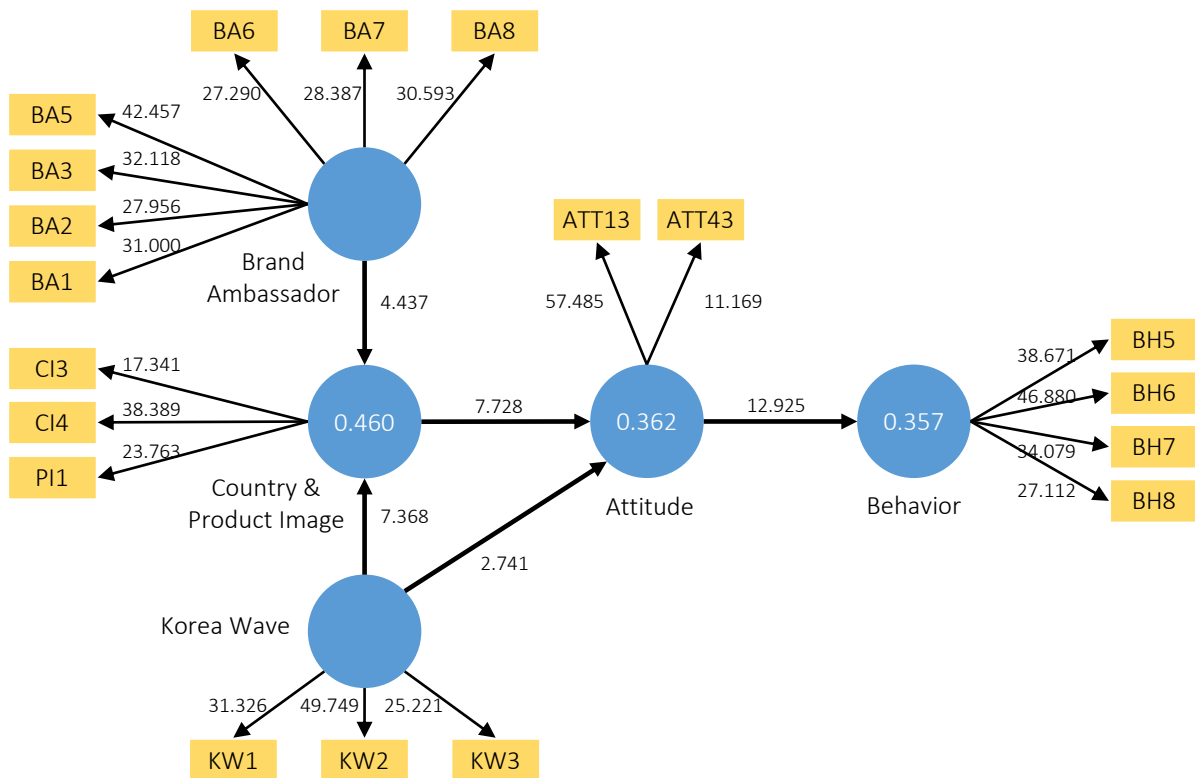 BA6
BA7
BA8
27.290
28.387
30.593
BA5
42.457
BA3
32.118
BA2
27.956
BA1
31.000
Brand
Ambassador
4.437
ATT13
ATT43
57.485
11.169
CI3
17.341
CI4
38.389
PI1
23.763
0.460
7.728
0.362
12.925
0.357
Country &
Product Image
Attitude
Behavior
BH5
38.671
BH6
46.880
BH7
34.079
BH8
27.112
7.368
2.741
Korea Wave
31.326
49.749
25.221
KW1
KW2
KW3